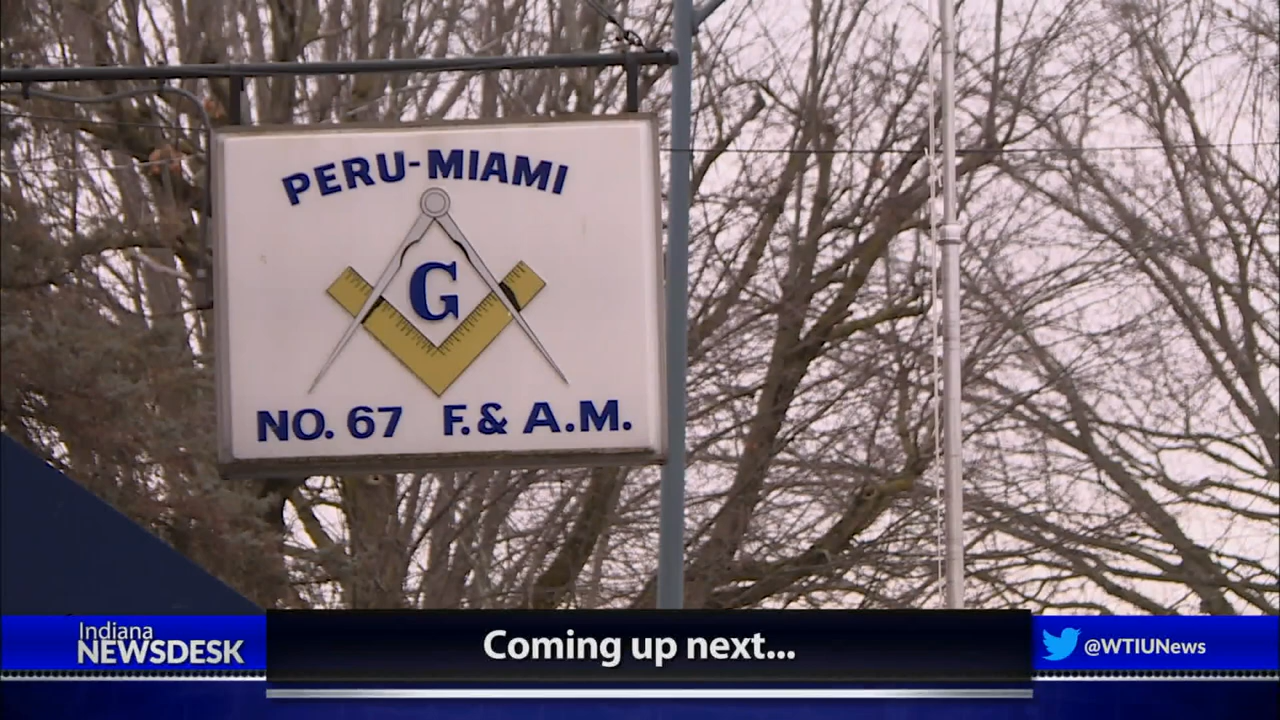 PERU-MIAMI
G
NO. 67 F. & A.M.
Indiana
NEWSDESK
Coming up next...
@WTIUNews